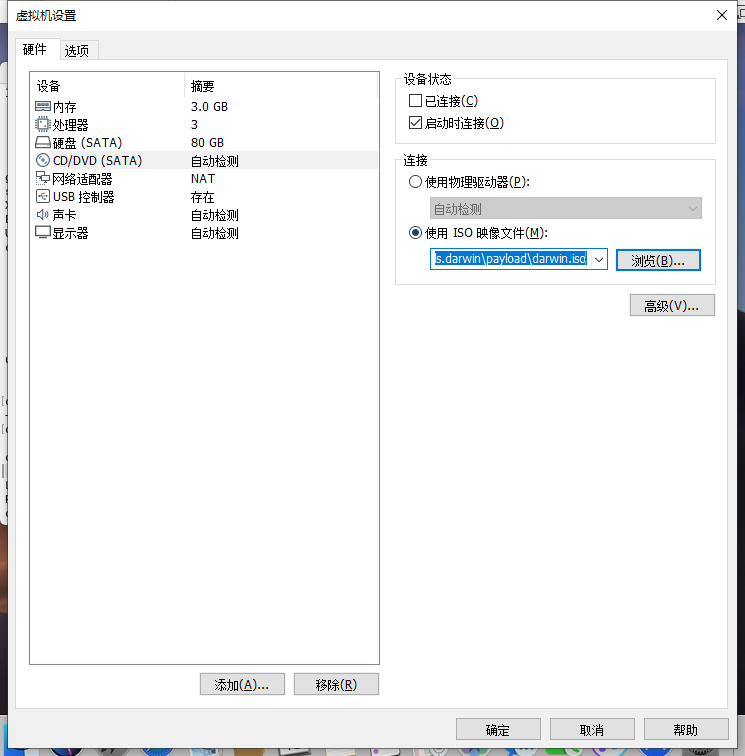 虚拟机设置
硬件 选项
设备 摘要
内存 3.0 GB
处理器 3
硬盘 (SATA) 80 GB
CD/DVD (SATA) 自动检测
网络适配器 NAT
USB 控制器 存在
声卡 自动检测
显示器 自动检测
添加(A)... 移除(R)
设备状态
已连接(C)
启动时连接(O)
连接
使用物理驱动器(P):
自动检测
使用 ISO 映像文件(M):
s.darwin\payload\darwin.iso 浏览(B)...
高级(V)...
确定 取消 帮助